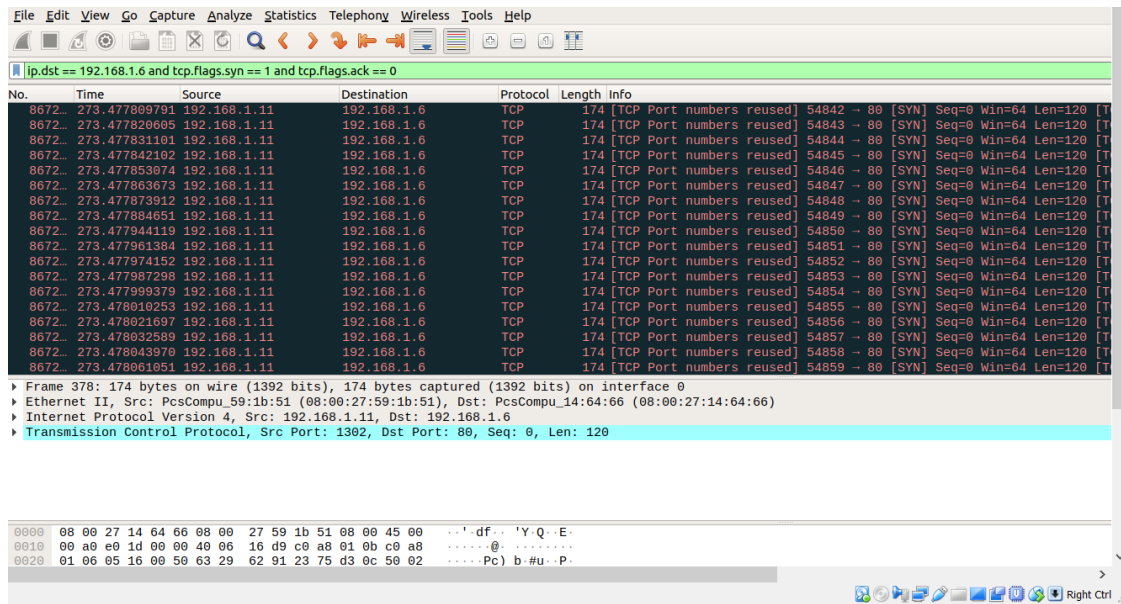 File Edit View Go Capture Analyze Statistics Telephony Wireless Tools Help
ip.dst == 192.168.1.6 and tcp.flags.syn == 1 and tcp.flags.ack == 0
No. Time Source Destination Protocol Length Info
8672… 273.477809791 192.168.1.11 192.168.1.6 TCP 174 [TCP Port numbers reused] 54842 → 80 [SYN] Seq=0 Win=64 Len=120 [T
8672… 273.477820605 192.168.1.11 192.168.1.6 TCP 174 [TCP Port numbers reused] 54843 → 80 [SYN] Seq=0 Win=64 Len=120 [T
8672… 273.477831101 192.168.1.11 192.168.1.6 TCP 174 [TCP Port numbers reused] 54844 → 80 [SYN] Seq=0 Win=64 Len=120 [T
8672… 273.477842102 192.168.1.11 192.168.1.6 TCP 174 [TCP Port numbers reused] 54845 → 80 [SYN] Seq=0 Win=64 Len=120 [T
8672… 273.477853074 192.168.1.11 192.168.1.6 TCP 174 [TCP Port numbers reused] 54846 → 80 [SYN] Seq=0 Win=64 Len=120 [T
8672… 273.477863673 192.168.1.11 192.168.1.6 TCP 174 [TCP Port numbers reused] 54847 → 80 [SYN] Seq=0 Win=64 Len=120 [T
8672… 273.477873912 192.168.1.11 192.168.1.6 TCP 174 [TCP Port numbers reused] 54848 → 80 [SYN] Seq=0 Win=64 Len=120 [T
8672… 273.477884651 192.168.1.11 192.168.1.6 TCP 174 [TCP Port numbers reused] 54849 → 80 [SYN] Seq=0 Win=64 Len=120 [T
8672… 273.477944119 192.168.1.11 192.168.1.6 TCP 174 [TCP Port numbers reused] 54850 → 80 [SYN] Seq=0 Win=64 Len=120 [T
8672… 273.477961384 192.168.1.11 192.168.1.6 TCP 174 [TCP Port numbers reused] 54851 → 80 [SYN] Seq=0 Win=64 Len=120 [T
8672… 273.477974152 192.168.1.11 192.168.1.6 TCP 174 [TCP Port numbers reused] 54852 → 80 [SYN] Seq=0 Win=64 Len=120 [T
8672… 273.477987298 192.168.1.11 192.168.1.6 TCP 174 [TCP Port numbers reused] 54853 → 80 [SYN] Seq=0 Win=64 Len=120 [T
8672… 273.477999379 192.168.1.11 192.168.1.6 TCP 174 [TCP Port numbers reused] 54854 → 80 [SYN] Seq=0 Win=64 Len=120 [T
8672… 273.478010253 192.168.1.11 192.168.1.6 TCP 174 [TCP Port numbers reused] 54855 → 80 [SYN] Seq=0 Win=64 Len=120 [T
8672… 273.478021697 192.168.1.11 192.168.1.6 TCP 174 [TCP Port numbers reused] 54856 → 80 [SYN] Seq=0 Win=64 Len=120 [T
8672… 273.478032589 192.168.1.11 192.168.1.6 TCP 174 [TCP Port numbers reused] 54857 → 80 [SYN] Seq=0 Win=64 Len=120 [T
8672… 273.478043970 192.168.1.11 192.168.1.6 TCP 174 [TCP Port numbers reused] 54858 → 80 [SYN] Seq=0 Win=64 Len=120 [T
8672… 273.478061051 192.168.1.11 192.168.1.6 TCP 174 [TCP Port numbers reused] 54859 → 80 [SYN] Seq=0 Win=64 Len=120 [T
Frame 378: 174 bytes on wire (1392 bits), 174 bytes captured (1392 bits) on interface 0
Ethernet II, Src: PcsCompu_59:1b:51 (08:00:27:59:1b:51), Dst: PcsCompu_14:64:66 (08:00:27:14:64:66)
Internet Protocol Version 4, Src: 192.168.1.11, Dst: 192.168.1.6
Transmission Control Protocol, Src Port: 1302, Dst Port: 80, Seq: 0, Len: 120
0000 08 00 27 14 64 66 08 00 27 59 1b 51 08 00 45 00 ··'·df·· 'Y·Q··E·
0010 00 a0 e0 1d 00 00 40 06 16 d9 c0 a8 01 0b c0 a8 ······@· ········
0020 01 06 05 16 00 50 63 29 62 91 23 75 d3 0c 50 02 ·····Pc) b·#u··P·
Right Ctrl